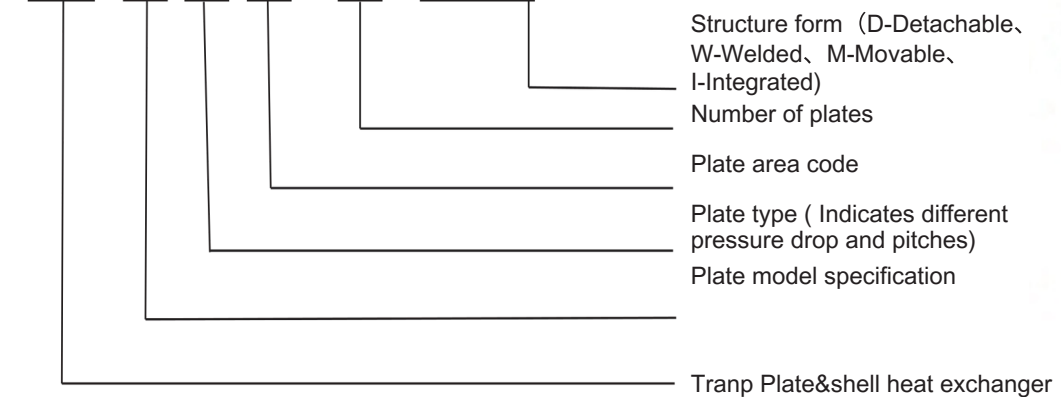 Structure form（D-Detachable、
W-Welded、M-Movable、
I-Integrated)
Number of plates
Plate area code
Plate type ( Indicates different
pressure drop and pitches)
Plate model specification
Tranp Plate&shell heat exchanger